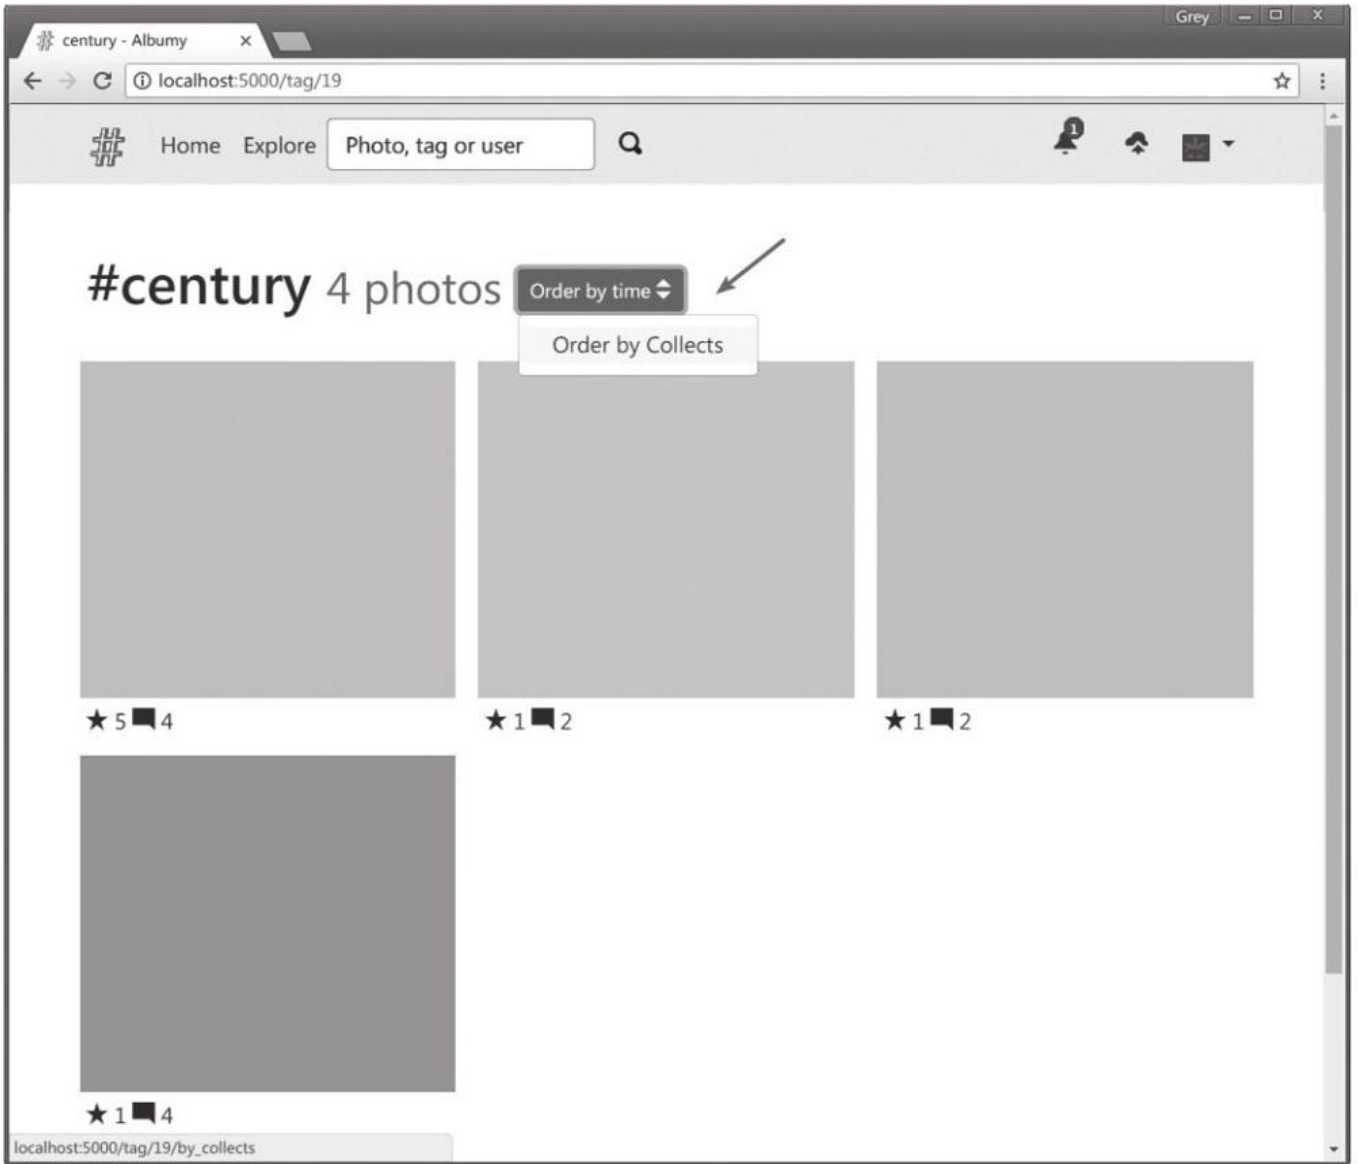 Grey
century - Albumy
localhost:5000/tag/19
Home Explore Photo, tag or user 1
#century 4 photos Order by time
Order by Collects
5 4 1 2 1 2
1 4
localhost:5000/tag/19/by_collects